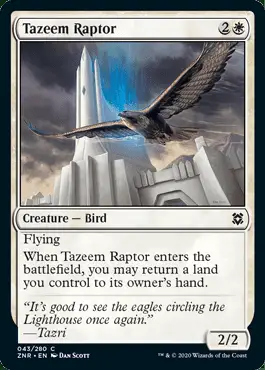 Tazeem Raptor 2
Creature — Bird
Flying
When Tazeem Raptor enters the
battlefield, you may return a land
you control to its owner's hand.
“It's good to see the eagles circling the
Lighthouse once again.”
—Tazri
2/2
043/280 C
ZNR • EN DAN SCOTT
™ & © 2020 Wizards of the Coast